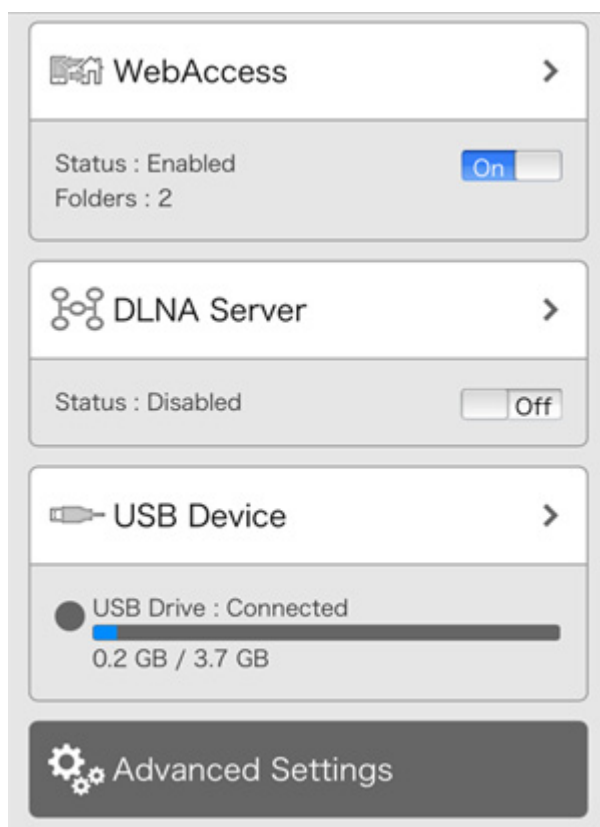 WebAccess
Status : Enabled
On
Folders : 2
DLNA Server
Status : Disabled
Off
USB Device
USB Drive : Connected
0.2 GB / 3.7 GB
Advanced Settings